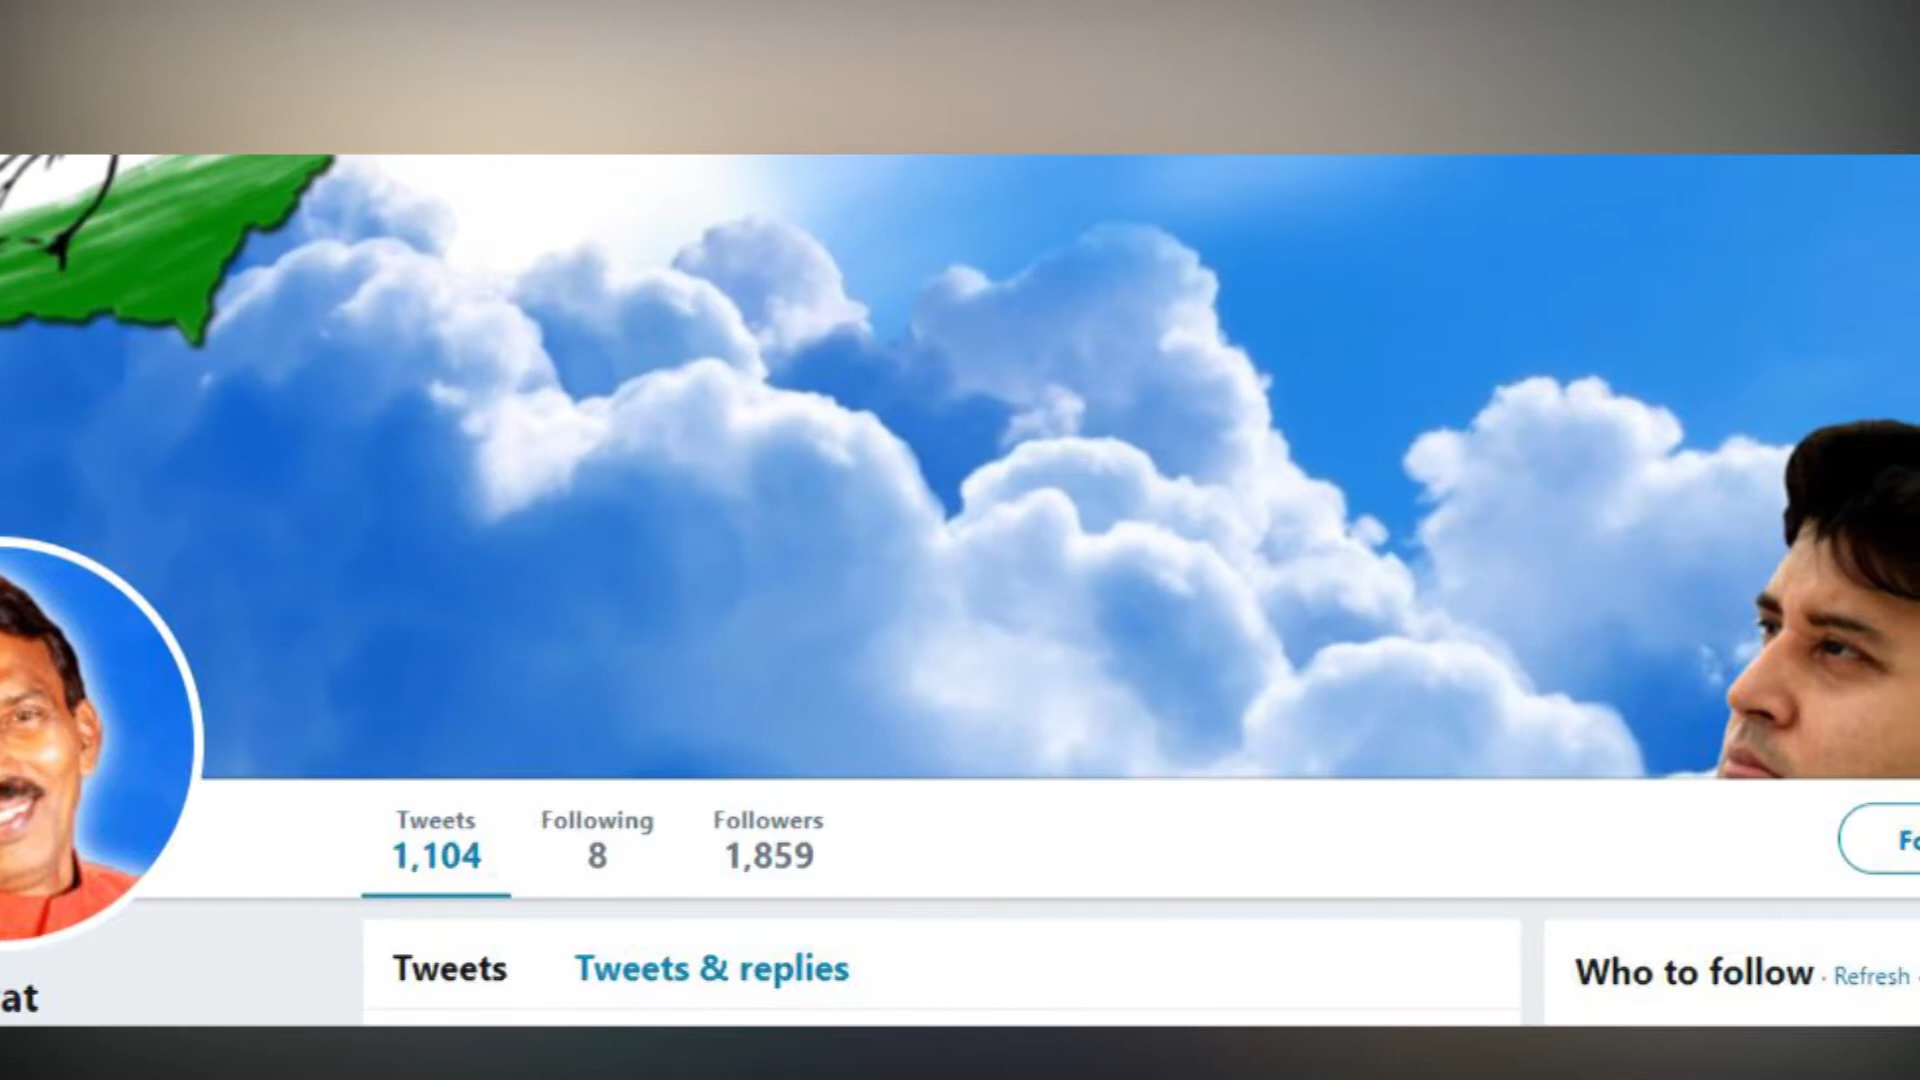 Tweets Following Followers
1,104 8 1,859
Tweets Tweets & replies
Who to follow · Refresh